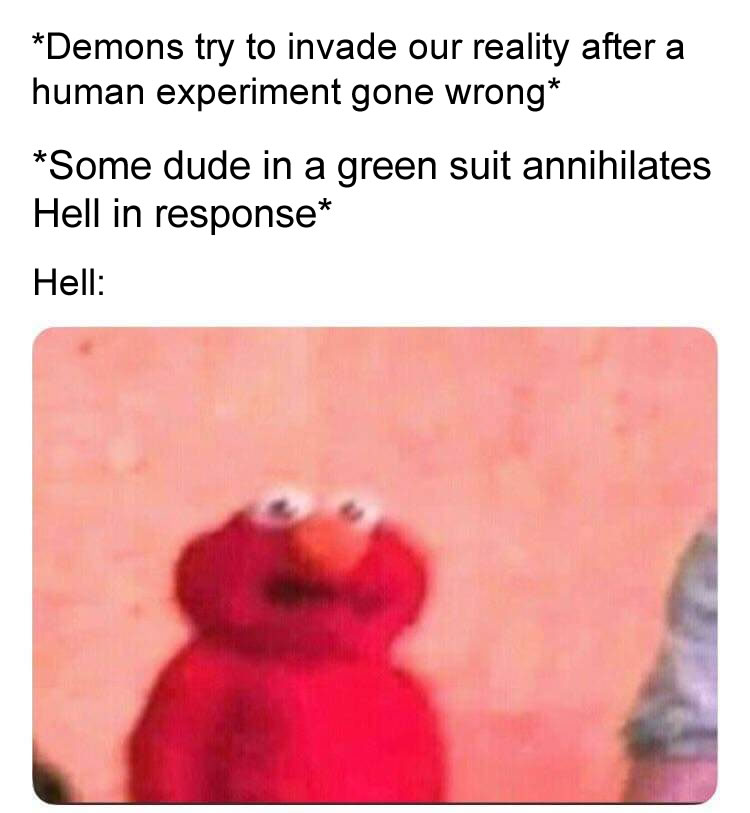 *Demons try to invade our reality after a
human experiment gone wrong*
*Some dude in a green suit annihilates
Hell in response*
Hell: